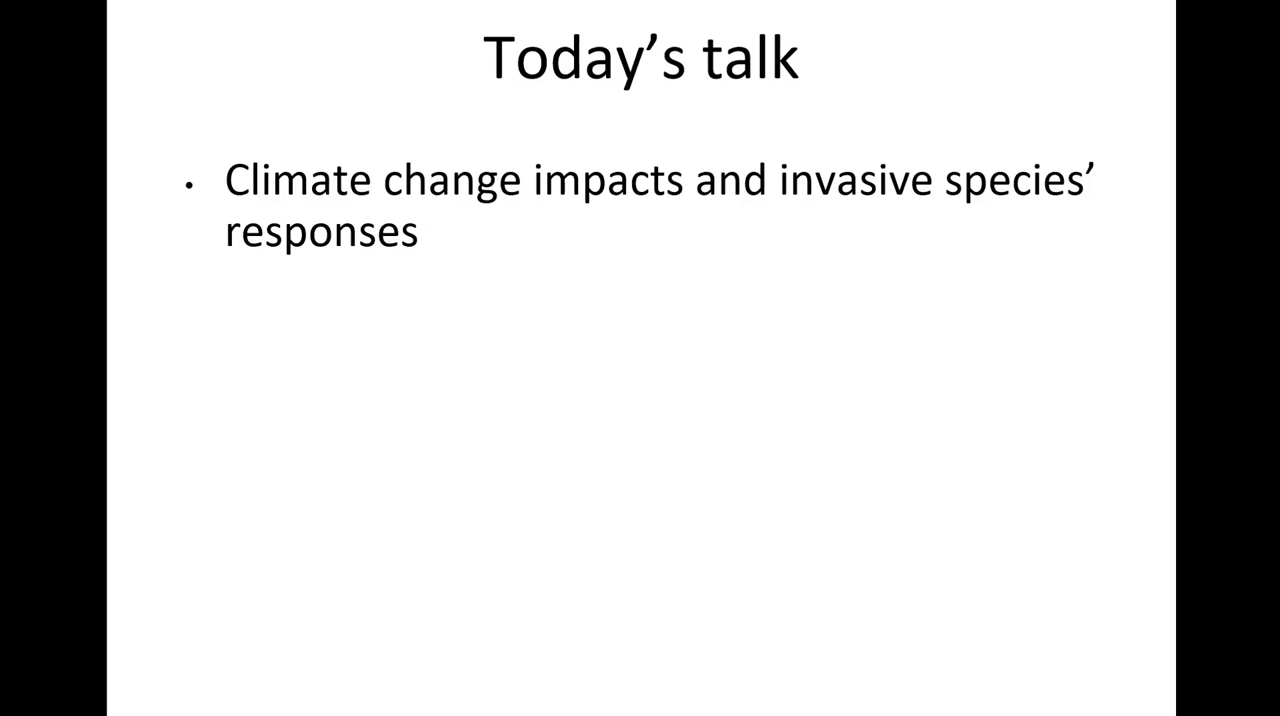 Today’s talk
• Climate change impacts and invasive species’
responses